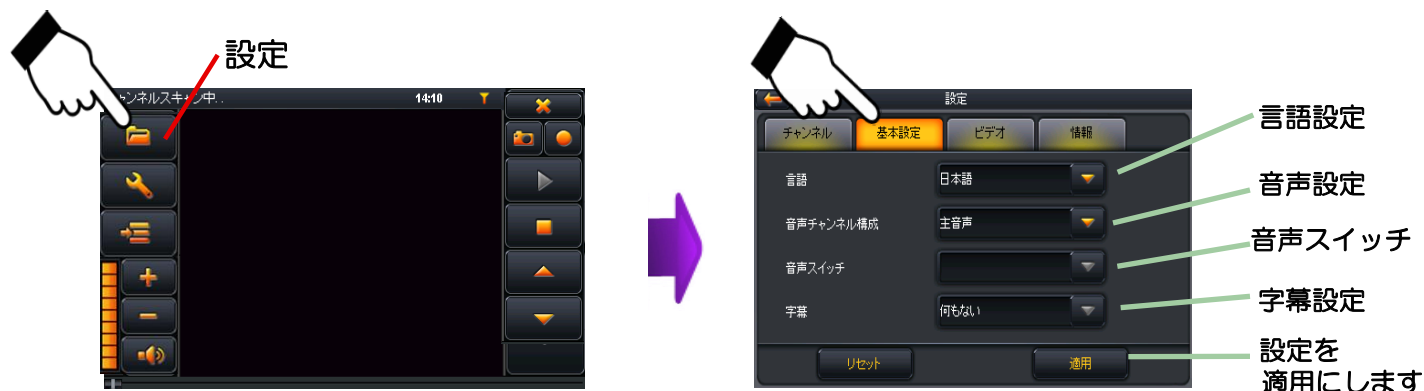 設定
ャンネルスキャン中..
14:10
設定
チャンネル
基本設定
ビデオ
情報
言語
日本語
言語設定
音声チャンネル構成
主音声
音声設定
音声スイッチ
音声スイッチ
字幕
何もない
字幕設定
リセット
適用
設定を
適用にします